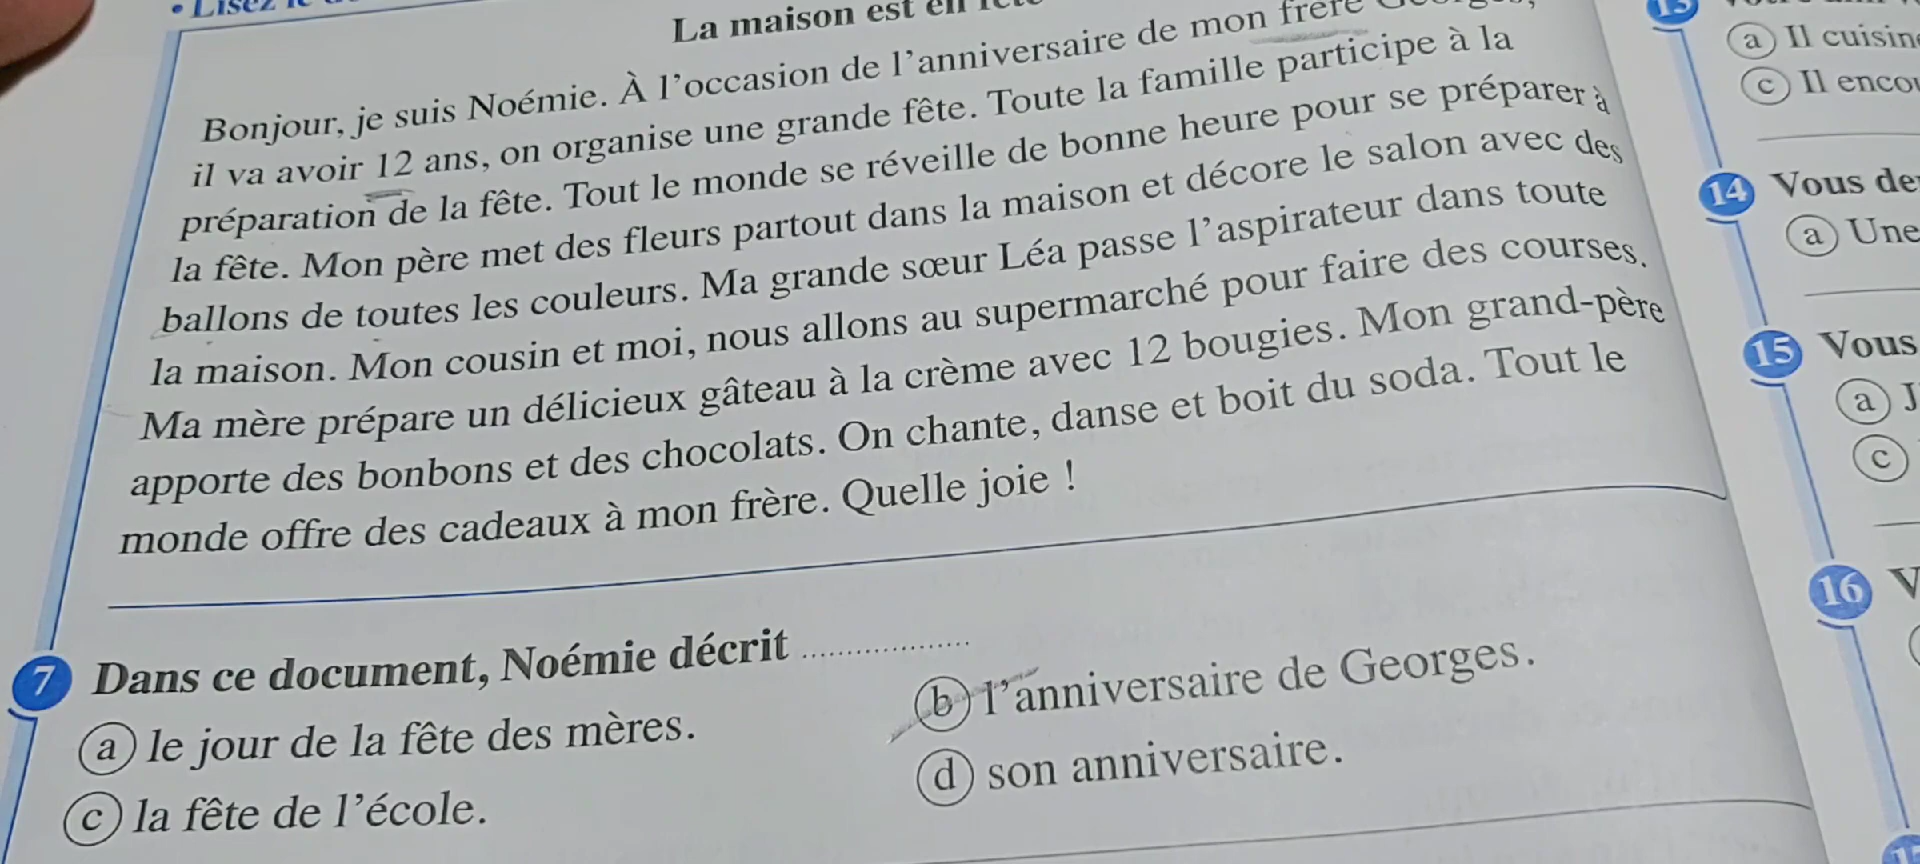 • Lisez
La maison est en
Bonjour, je suis Noémie. À l'occasion de l'anniversaire de mon frère
il va avoir 12 ans, on organise une grande fête. Toute la famille participe à la
préparation de la fête. Tout le monde se réveille de bonne heure pour se préparer à
la fête. Mon père met des fleurs partout dans la maison et décore le salon avec des
ballons de toutes les couleurs. Ma grande sœur Léa passe l'aspirateur dans toute
la maison. Mon cousin et moi, nous allons au supermarché pour faire des courses.
Ma mère prépare un délicieux gâteau à la crème avec 12 bougies. Mon grand-père
apporte des bonbons et des chocolats. On chante, danse et boit du soda. Tout le
monde offre des cadeaux à mon frère. Quelle joie !
7 Dans ce document, Noémie décrit ..................
a le jour de la fête des mères.
b l'anniversaire de Georges.
c la fête de l'école.
d son anniversaire.
a Il cuisin
c Il enco
14 Vous de
a Une
15 Vous
a J
c
16 V